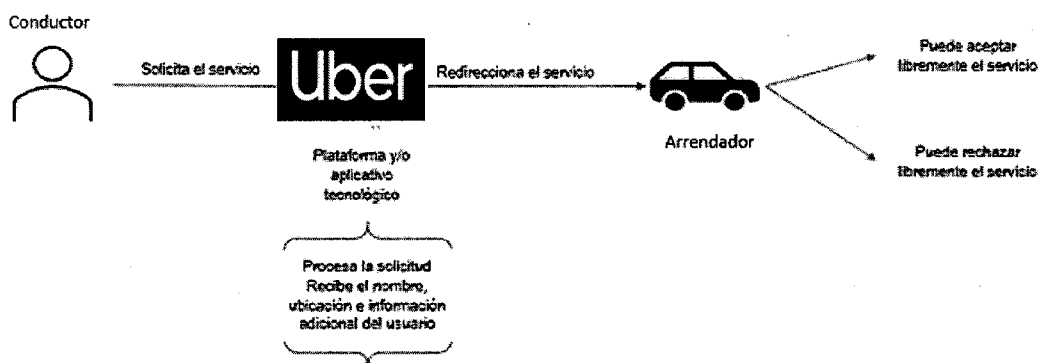 Conductor
Solicita el servicio
Uber
Redirecciona el servicio
Arrendador
Puede aceptar
libremente el servicio
Puede rechazar
libremente el servicio
Plataforma y/o
aplicativo
tecnológico
Procesa la solicitud
Recibe el nombre,
ubicación e información
adicional del usuario